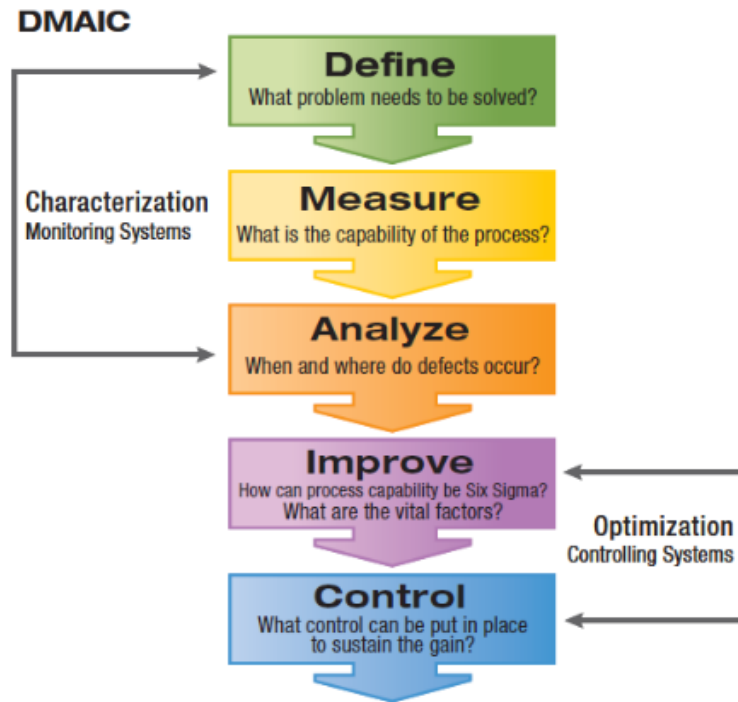 DMAIC
Define
What problem needs to be solved?
Measure
What is the capability of the process?
Characterization
Monitoring Systems
Analyze
When and where do defects occur?
Improve
How can process capability be Six Sigma?
What are the vital factors?
Optimization
Controlling Systems
Control
What control can be put in place
to sustain the gain?